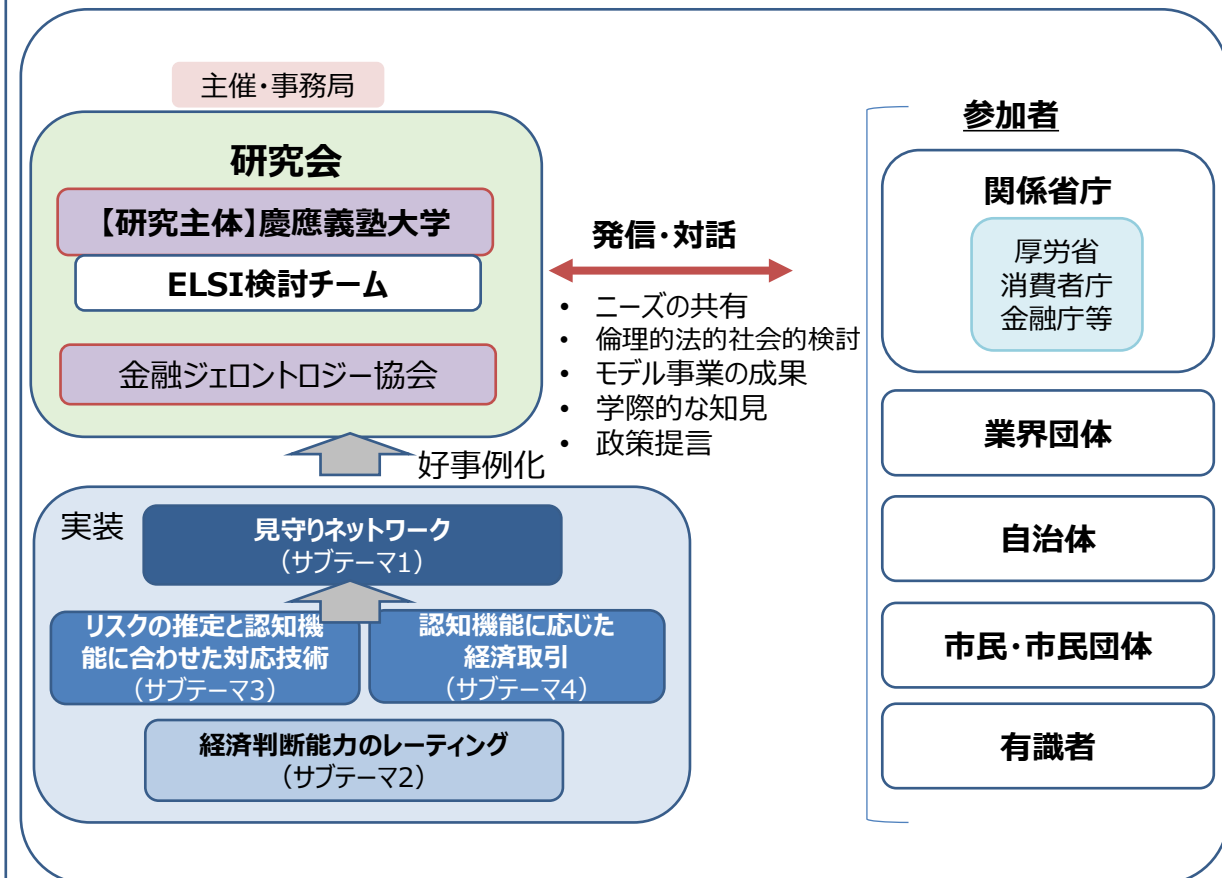 主催・事務局
研究会
【研究主体】慶應義塾大学
ELSI検討チーム
金融ジェロントロジー協会
好事例化
実装
見守りネットワーク
（サブテーマ1）
リスクの推定と認知機
能に合わせた対応技術
（サブテーマ3）
認知機能に応じた
経済取引
（サブテーマ4）
経済判断能力のレーティング
（サブテーマ2）
発信・対話
• ニーズの共有
• 倫理的法的社会的検討
• モデル事業の成果
• 学際的な知見
• 政策提言
参加者
関係省庁
厚労省
消費者庁
金融庁等
業界団体
自治体
市民・市民団体
有識者